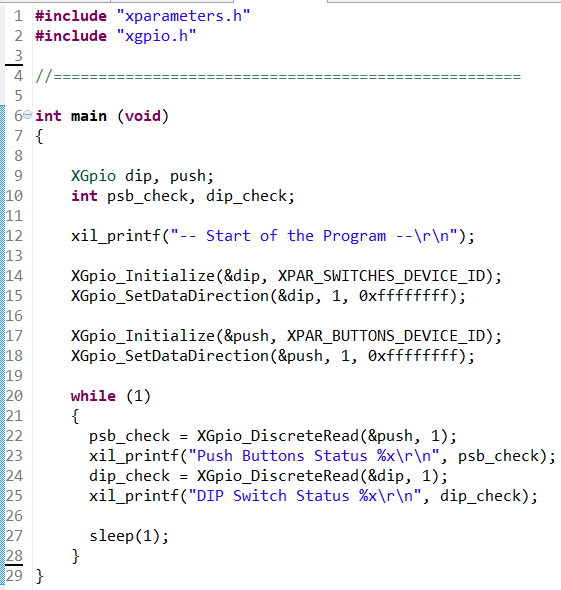 1 #include "xparameters.h"
2 #include "xgpio.h"
3
4 //====================================================
5
6 int main (void)
7 {
8
9     XGpio dip, push;
10     int psb_check, dip_check;
11
12     xil_printf("-- Start of the Program --\r\n");
13
14     XGpio_Initialize(&dip, XPAR_SWITCHES_DEVICE_ID);
15     XGpio_SetDataDirection(&dip, 1, 0xffffffff);
16
17     XGpio_Initialize(&push, XPAR_BUTTONS_DEVICE_ID);
18     XGpio_SetDataDirection(&push, 1, 0xffffffff);
19
20     while (1)
21     {
22       psb_check = XGpio_DiscreteRead(&push, 1);
23       xil_printf("Push Buttons Status %x\r\n", psb_check);
24       dip_check = XGpio_DiscreteRead(&dip, 1);
25       xil_printf("DIP Switch Status %x\r\n", dip_check);
26
27       sleep(1);
28     }
29 }